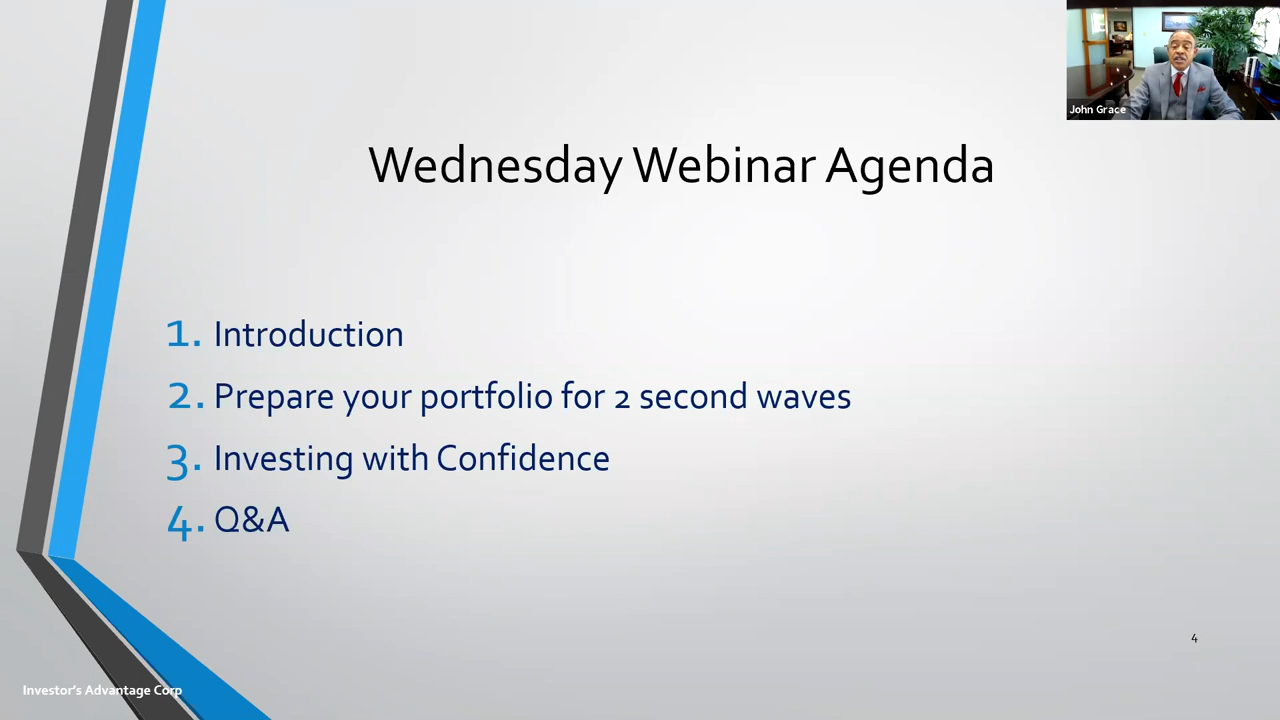 John Grace
Wednesday Webinar Agenda
1. Introduction
2. Prepare your portfolio for 2 second waves
3. Investing with Confidence
4. Q&A
4
Investor's Advantage Corp